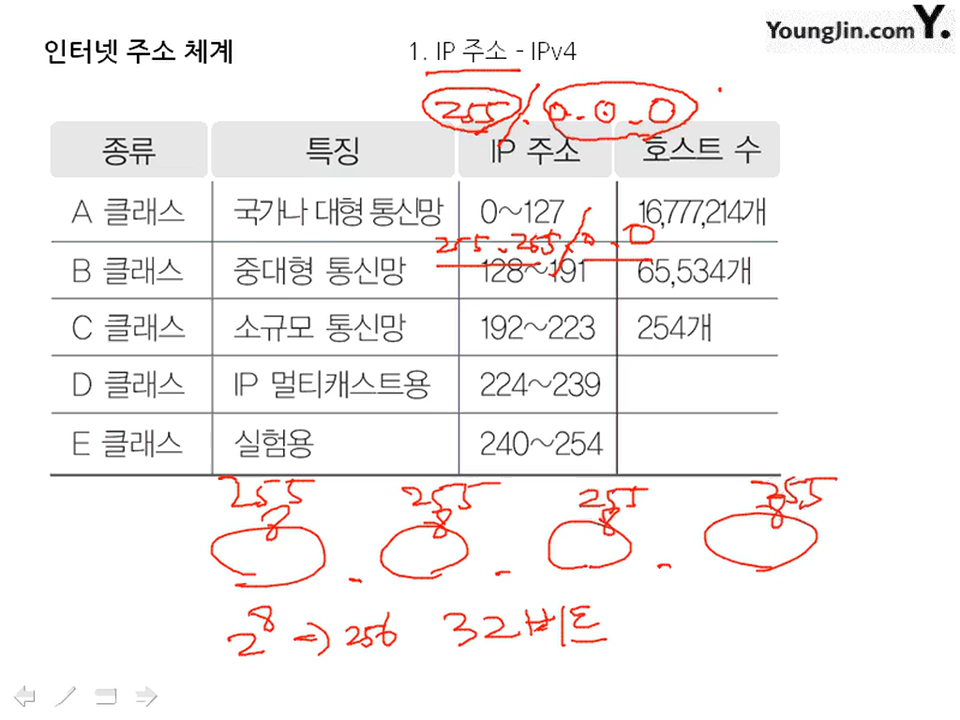 YoungJin.com Y.
인터넷 주소 체계 1. IP 주소 - IPv4
255.0.0.0
종류 특징 IP 주소 호스트 수
A 클래스 국가나 대형 통신망 0~127 16,777,214개
255.255.0.0
B 클래스 중대형 통신망 128~191 65,534개
C 클래스 소규모 통신망 192~223 254개
D 클래스 IP 멀티캐스트용 224~239
E 클래스 실험용 240~254
255 255 255 255
8 8 8 8
2^8 => 256 32비트